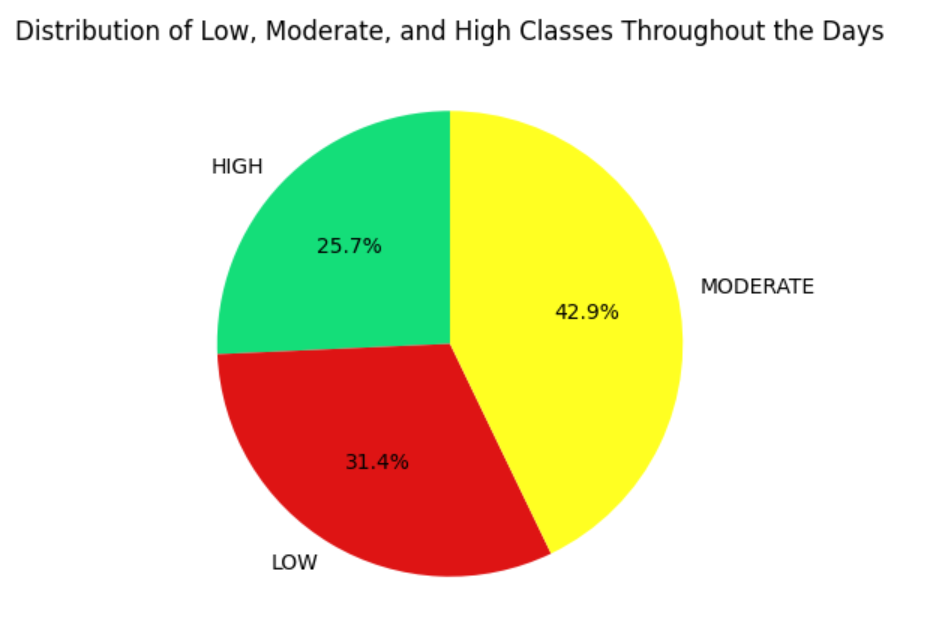 Distribution of Low, Moderate, and High Classes Throughout the Days
HIGH
25.7%
MODERATE
42.9%
31.4%
LOW